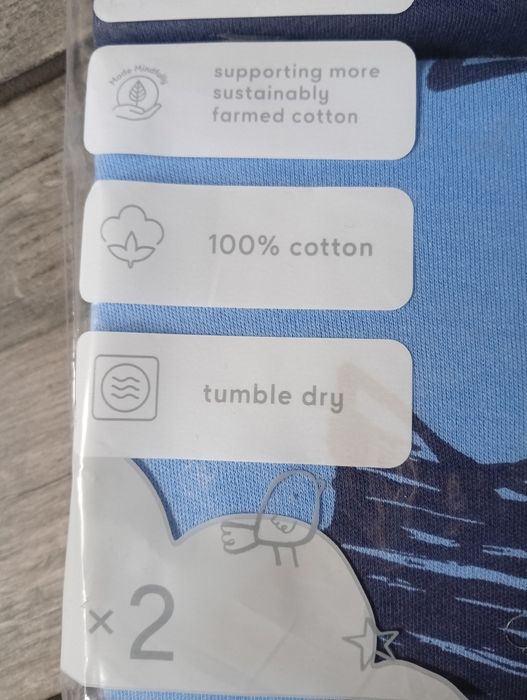 Made Mindfully
supporting more
sustainably
farmed cotton
100% cotton
tumble dry
×2